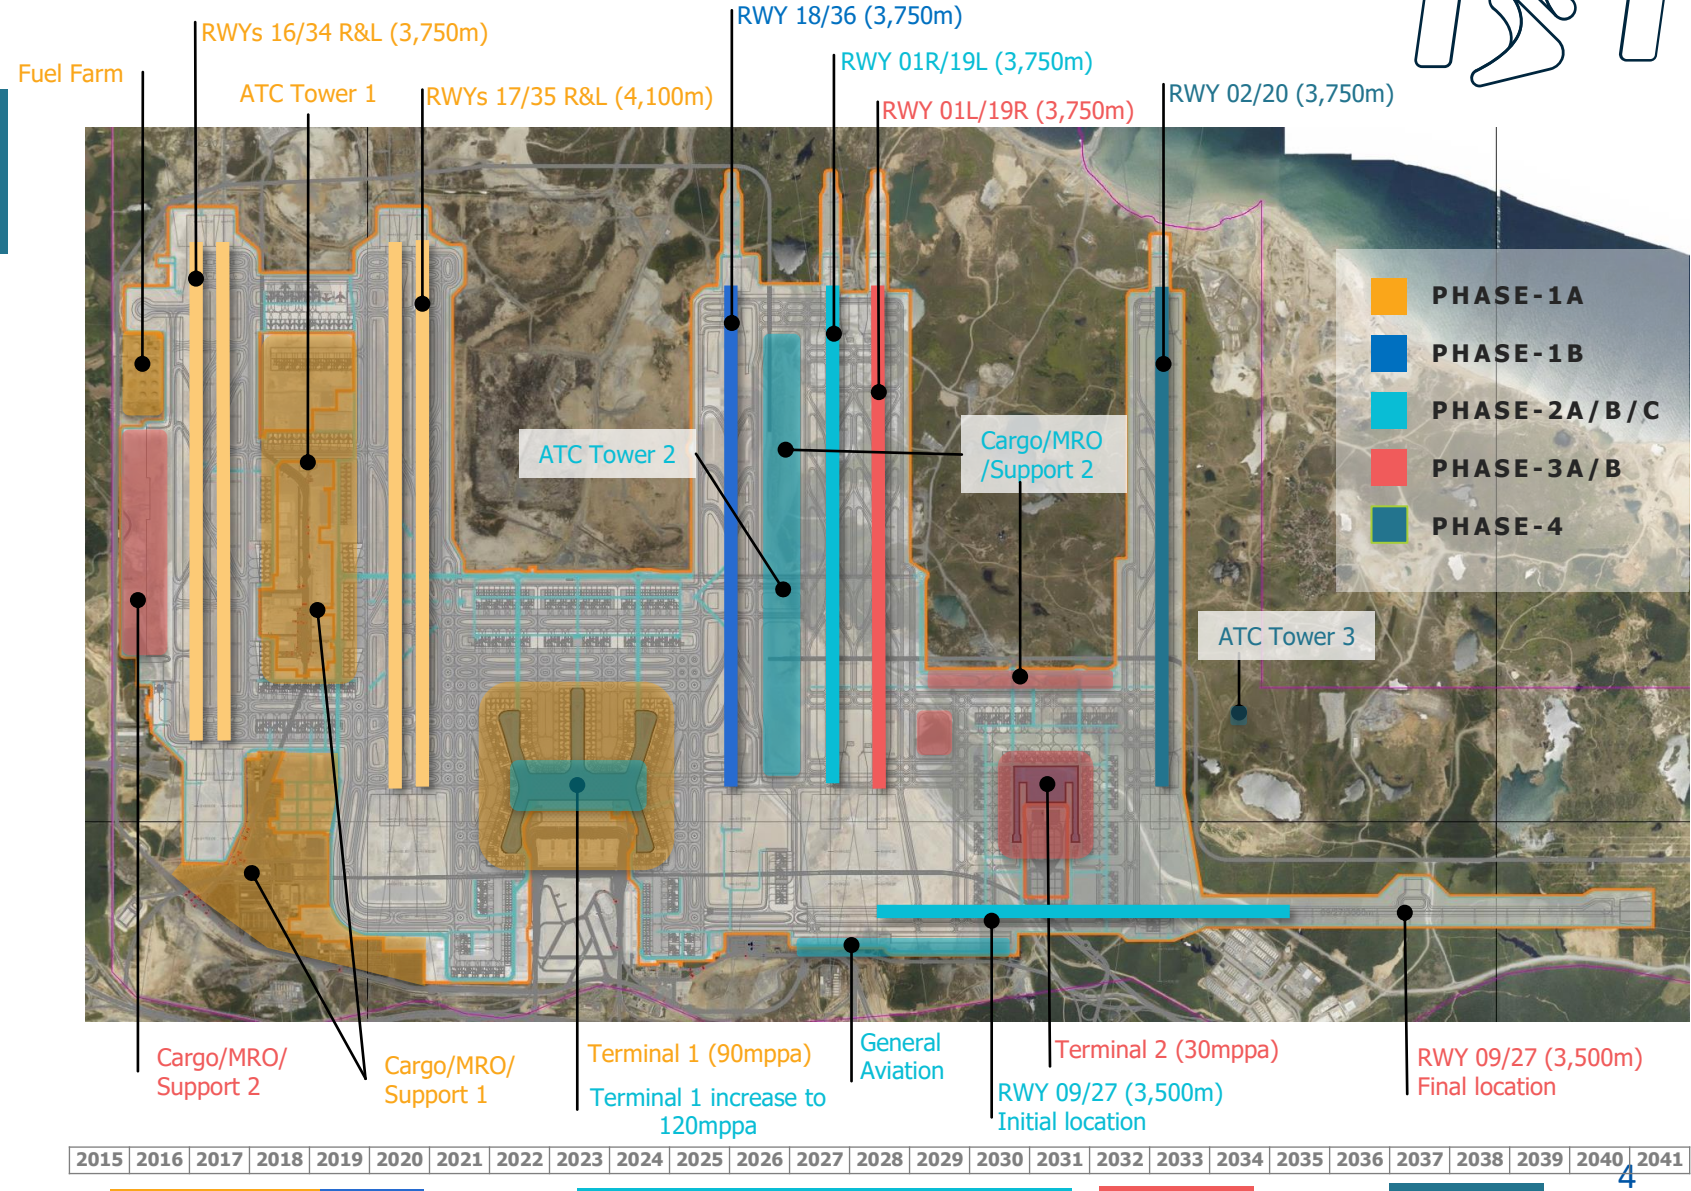 RWY 18/36 (3,750m)
RWYs 16/34 R&L (3,750m)
RWY 01R/19L (3,750m)
Fuel Farm
ATC Tower 1
RWYs 17/35 R&L (4,100m)
RWY 01L/19R (3,750m)
RWY 02/20 (3,750m)
PHASE-1A
PHASE-1B
PHASE-2A/B/C
PHASE-3A/B
PHASE-4
ATC Tower 2
Cargo/MRO
/Support 2
ATC Tower 3
Cargo/MRO/
Support 2
Cargo/MRO/
Support 1
Terminal 1 (90mppa)
Terminal 1 increase to
120mppa
General
Aviation
Terminal 2 (30mppa)
RWY 09/27 (3,500m)
Initial location
RWY 09/27 (3,500m)
Final location
2015 2016 2017 2018 2019 2020 2021 2022 2023 2024 2025 2026 2027 2028 2029 2030 2031 2032 2033 2034 2035 2036 2037 2038 2039 2040 2041
4